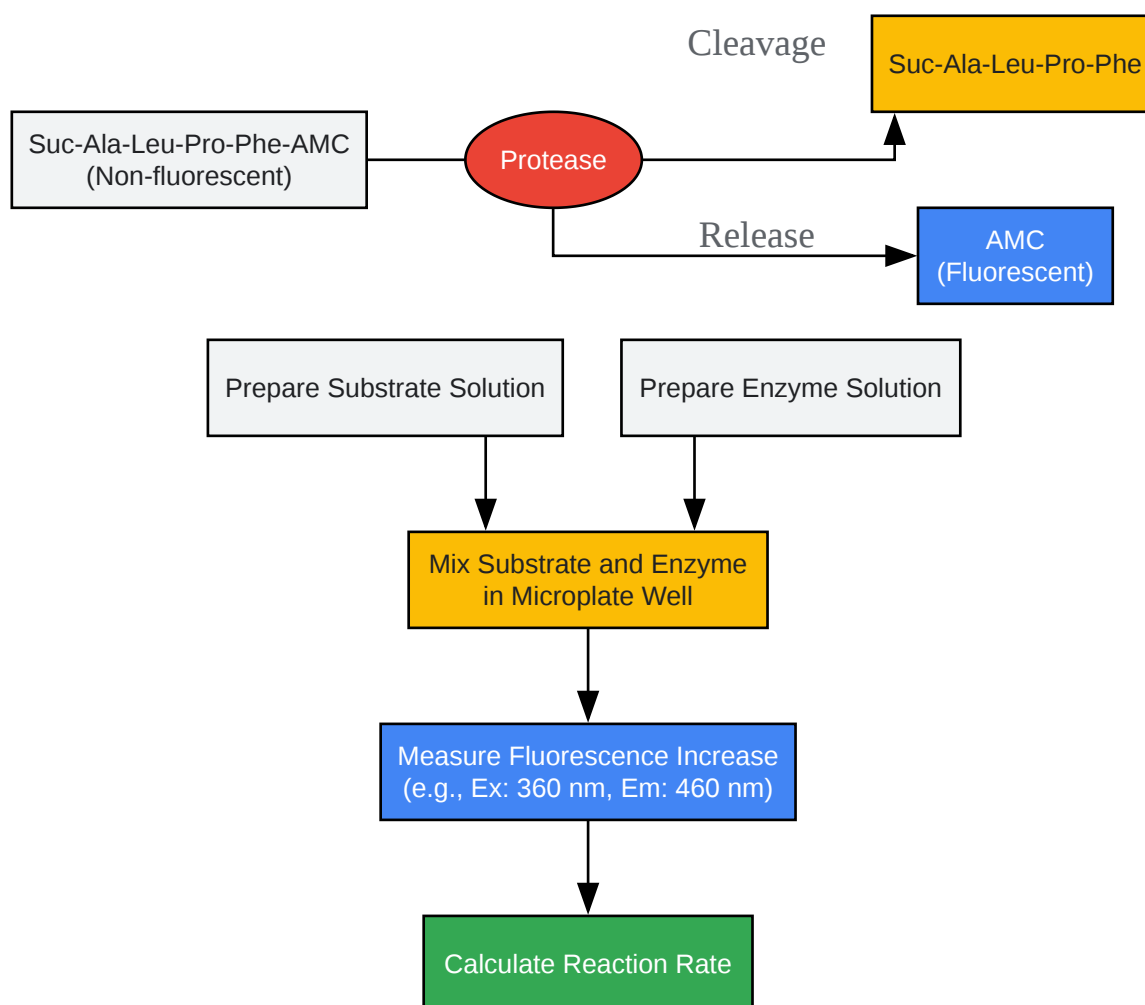 Cleavage
Suc-Ala-Leu-Pro-Phe
Suc-Ala-Leu-Pro-Phe-AMC
(Non-fluorescent)
Protease
Release
AMC
(Fluorescent)
Prepare Substrate Solution
Prepare Enzyme Solution
Mix Substrate and Enzyme
in Microplate Well
Measure Fluorescence Increase
(e.g., Ex: 360 nm, Em: 460 nm)
Calculate Reaction Rate